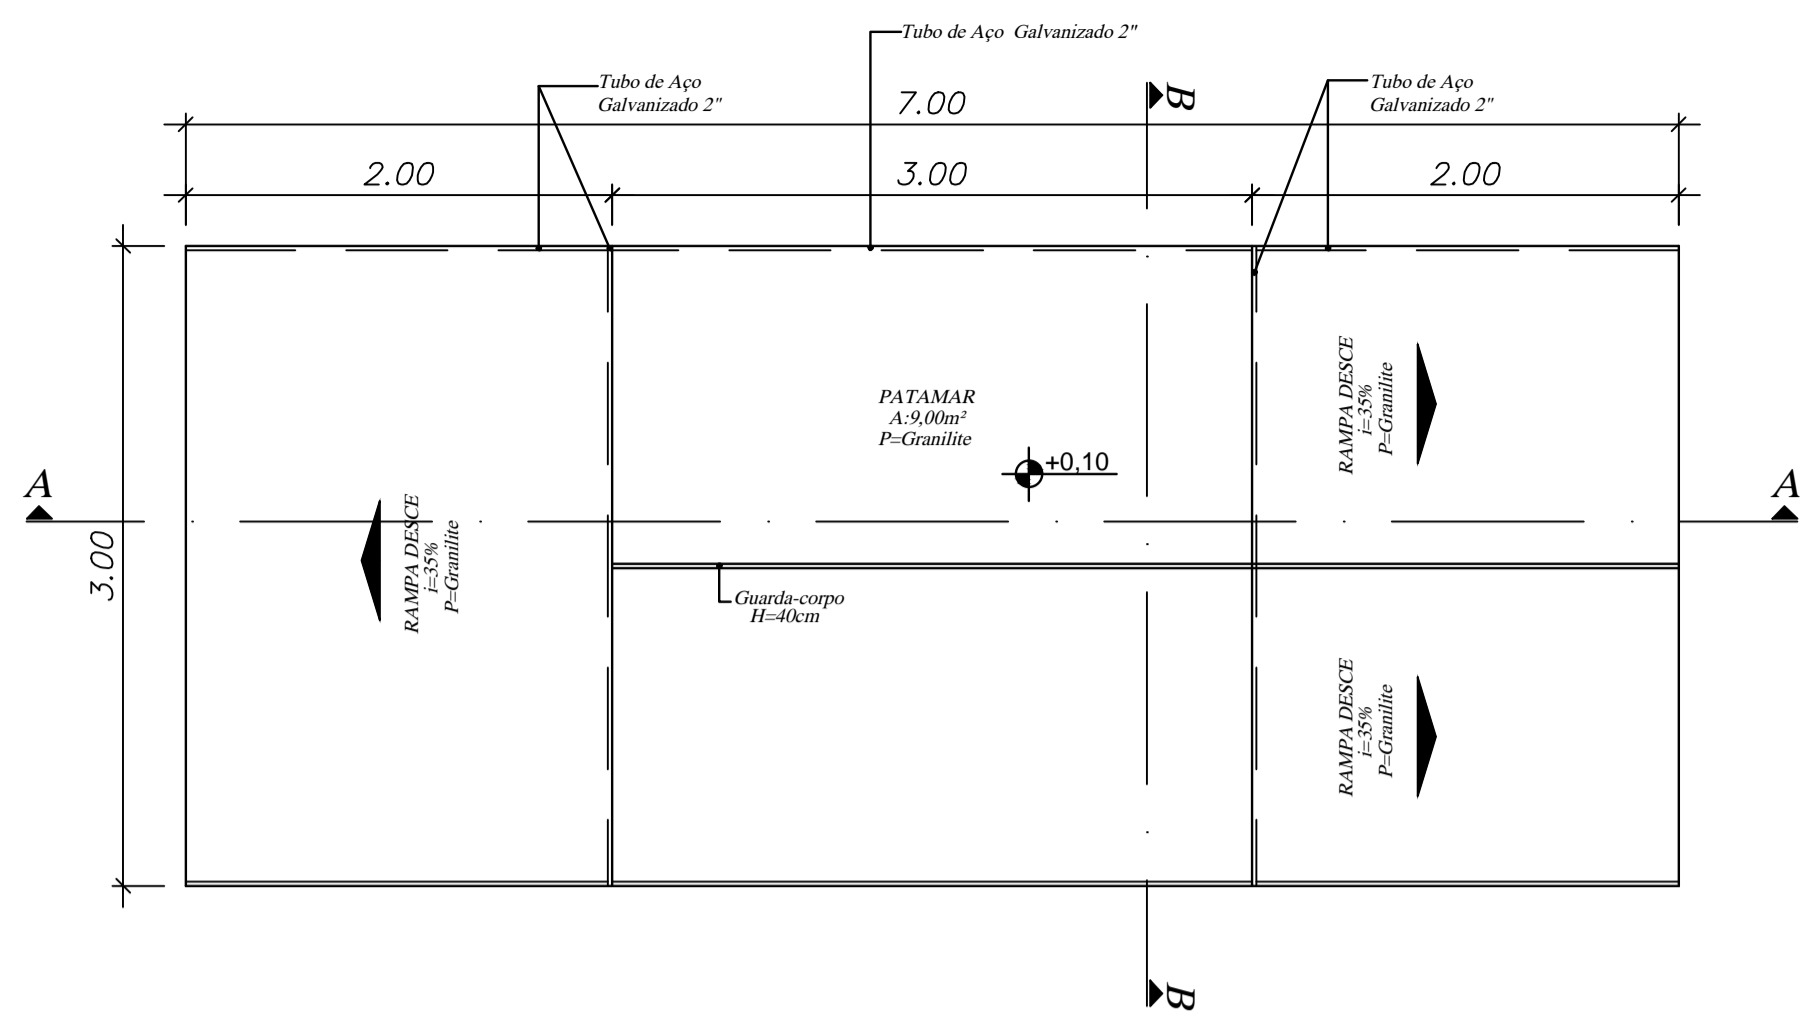 Tubo de Aço  Galvanizado 2"
Tubo de Aço
Galvanizado 2"
7.00
B
Tubo de Aço
Galvanizado 2"
2.00
3.00
2.00
PATAMAR
A:9,00m²
P=Granilite
+0,10
RAMPA DESCE
i=35%
P=Granilite
A
A
3.00
RAMPA DESCE
i=35%
P=Granilite
Guarda-corpo
H=40cm
RAMPA DESCE
i=35%
P=Granilite
B